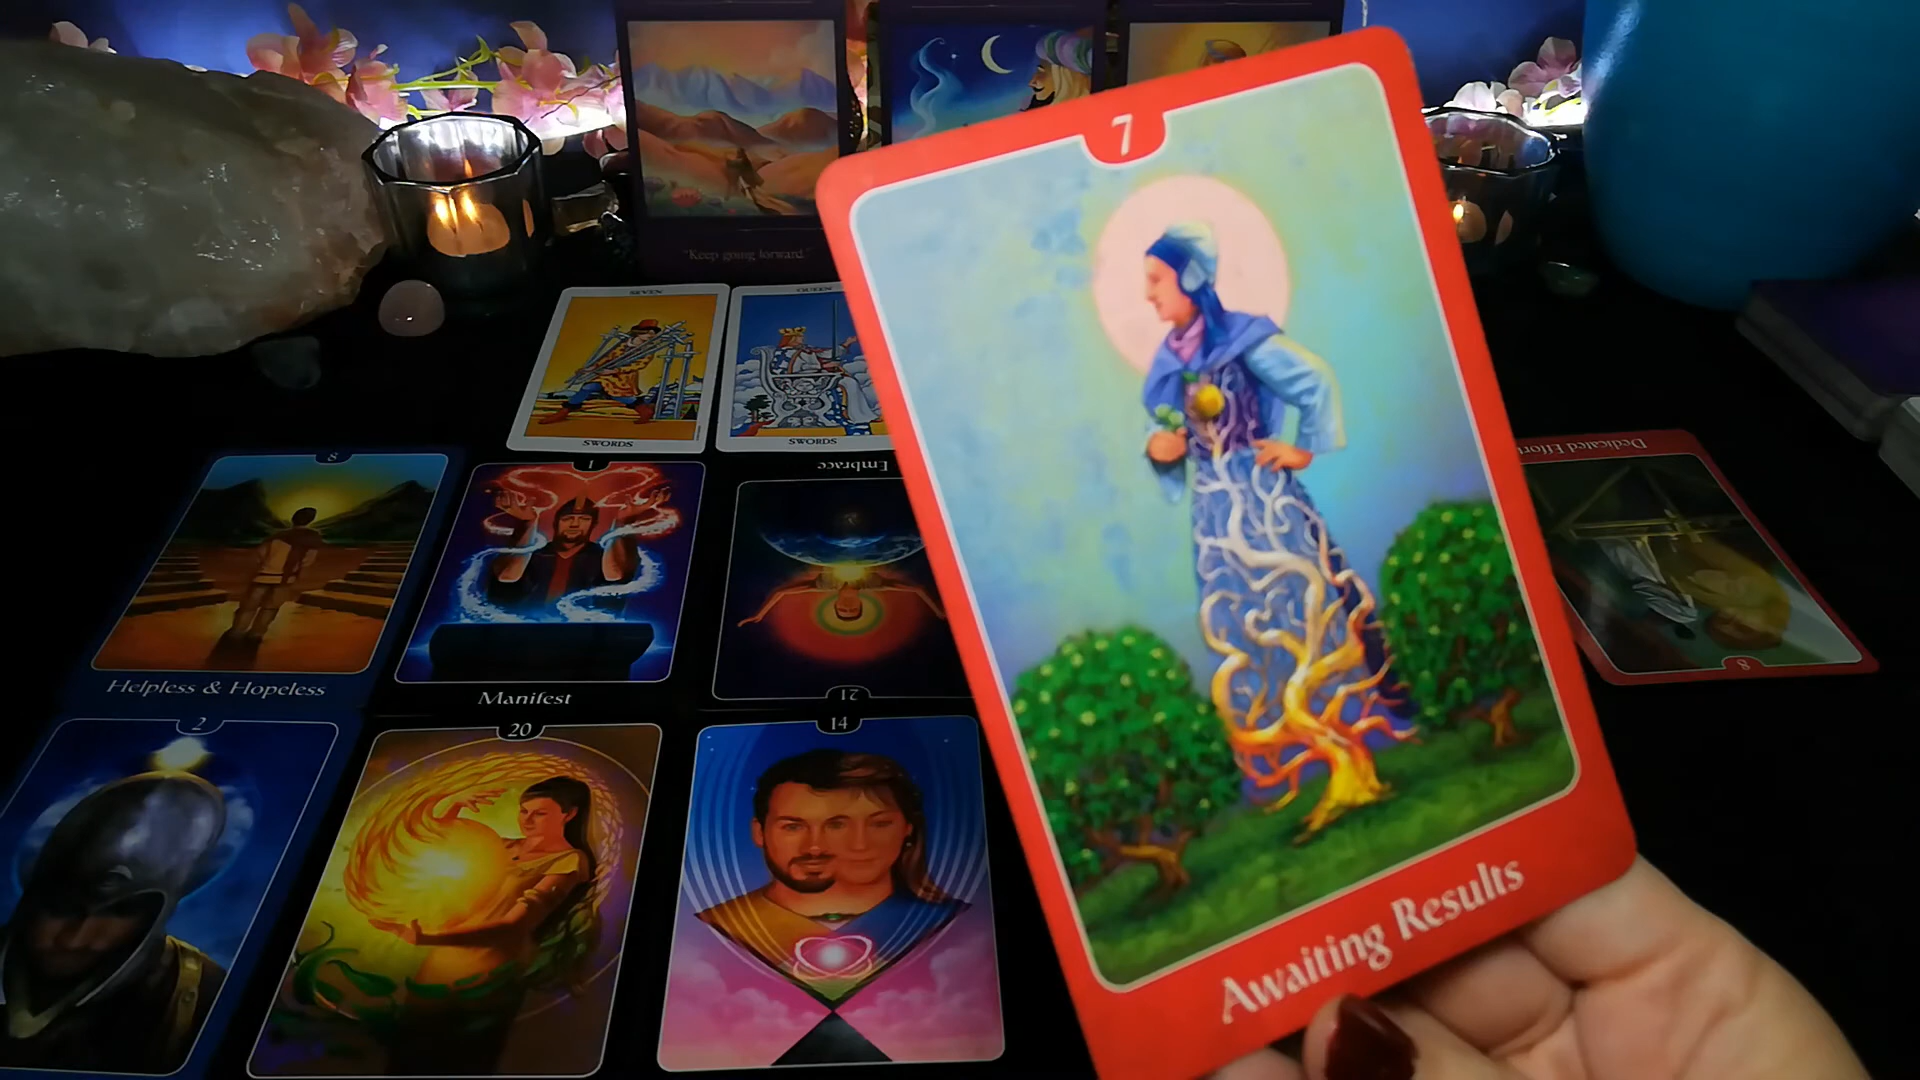 7
"Keep going forward."
SEVEN
QUEEN
SWORDS
SWORDS
Embrace
Dedicated Effort
8
1
Helpless & Hopeless
Manifest
21
8
2
20
14
Awaiting Results